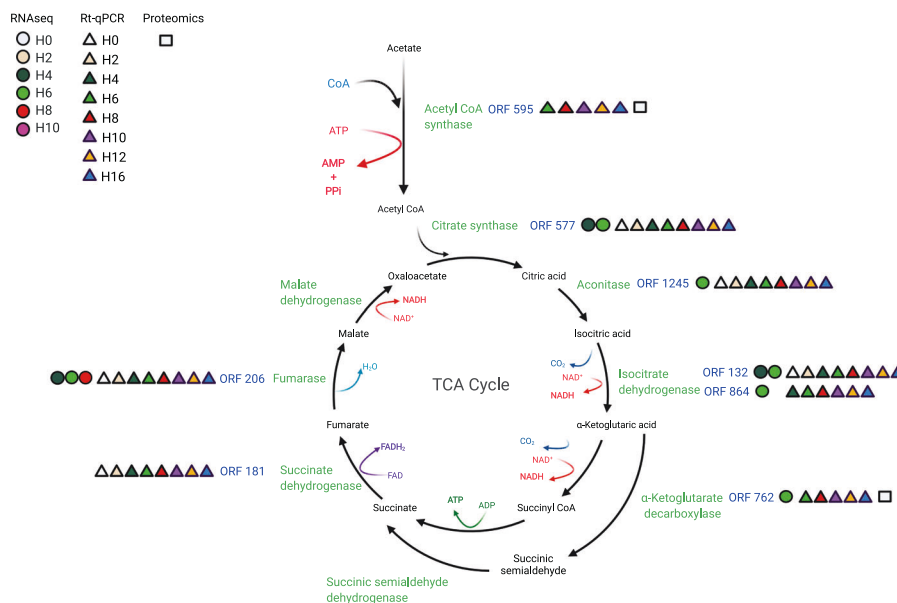 RNAseq
Rt-qPCR
Proteomics
H0
H2
H4
H6
H8
H10
H0
H2
H4
H6
H8
H10
H12
H16
Acetate
CoA
Acetyl CoA
synthase
ORF 595
ATP
AMP
+
PPi
Acetyl CoA
Citrate synthase
ORF 577
Oxaloacetate
Citric acid
Malate
dehydrogenase
NADH
NAD⁺
Aconitase
ORF 1245
Malate
Isocitric acid
H₂O
TCA Cycle
CO₂
NAD⁺
NADH
Isocitrate
dehydrogenase
ORF 132
ORF 864
ORF 206
Fumarase
Fumarate
α-Ketoglutaric acid
FADH₂
FAD
CO₂
NAD⁺
NADH
ORF 181
Succinate
dehydrogenase
Succinate
ATP
ADP
Succinyl CoA
α-Ketoglutarate
decarboxylase
ORF 762
Succinic
semialdehyde
Succinic semialdehyde
dehydrogenase